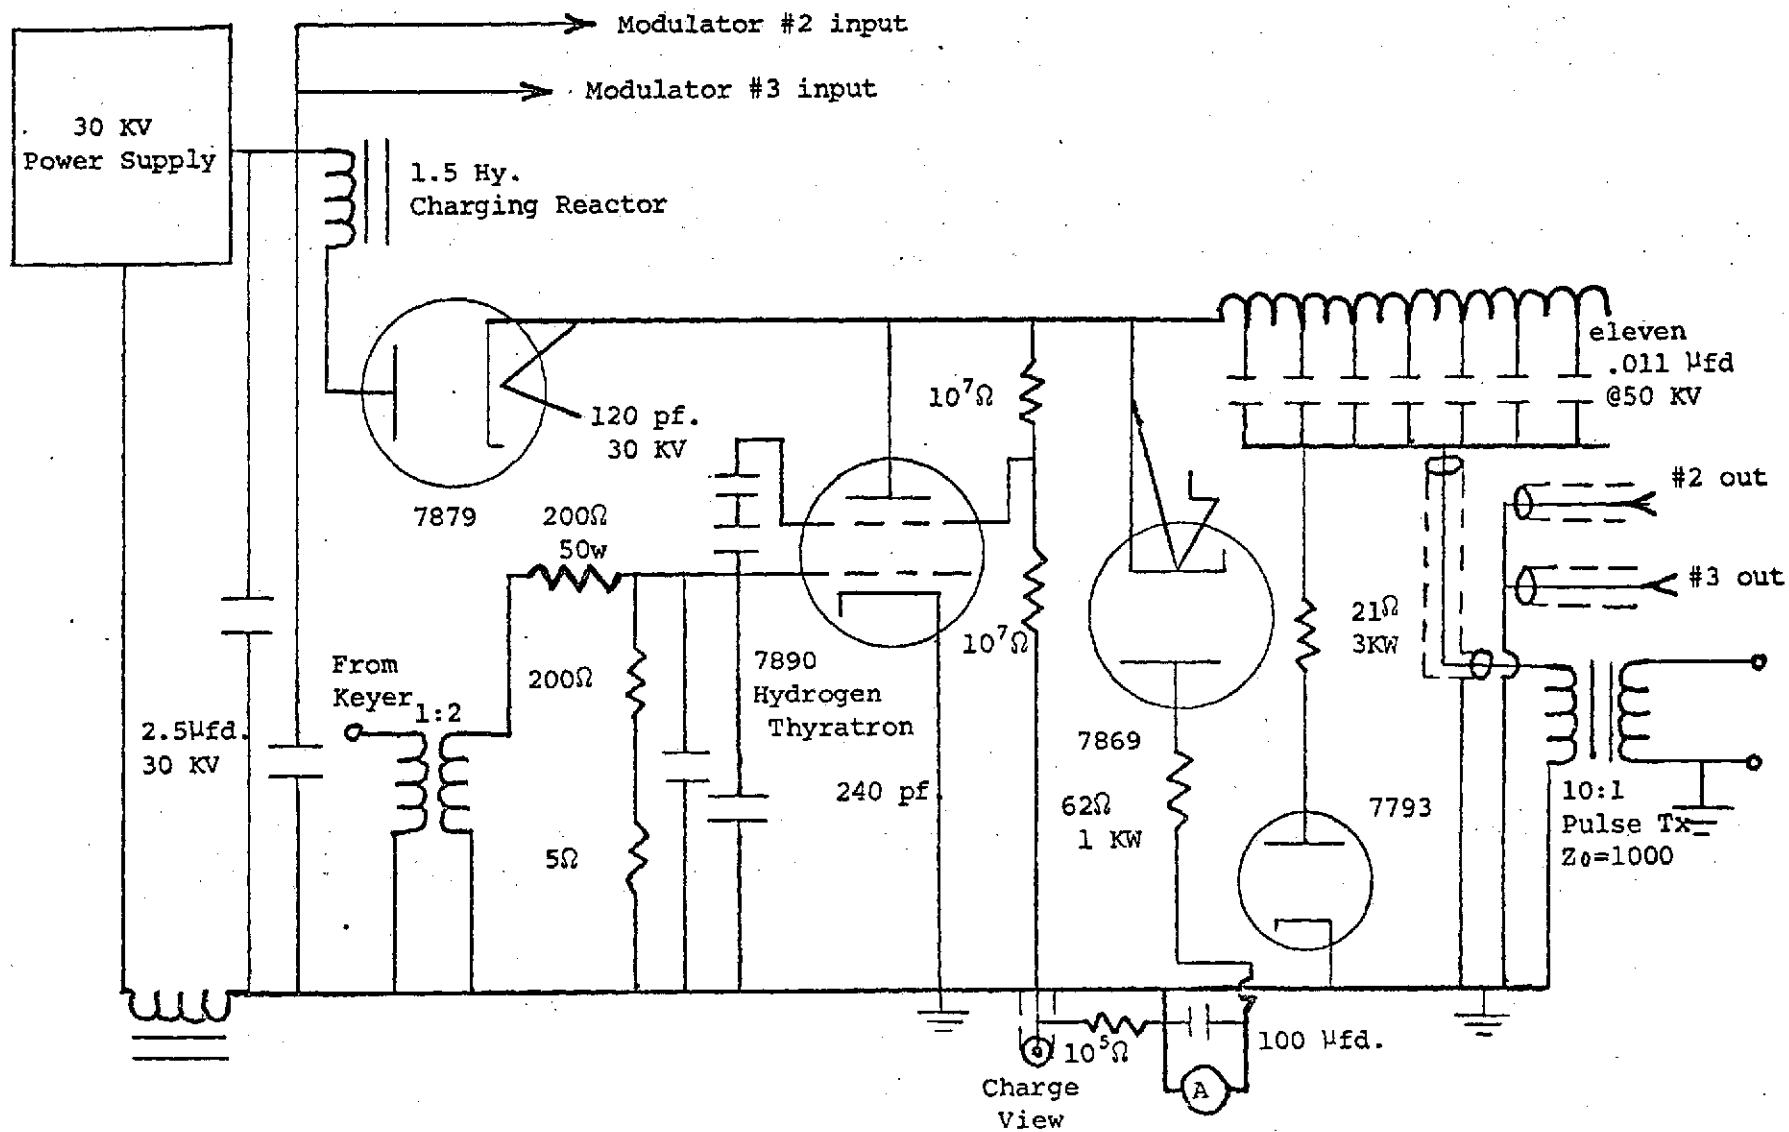 Modulator #2 input
Modulator #3 input
30 KV
Power Supply
1.5 Hy.
Charging Reactor
eleven
.011 µfd
@50 KV
10⁷Ω
120 pf.
30 KV
7879
200Ω
50w
#2 out
#3 out
21Ω
3KW
10⁷Ω
From
Keyer
1:2
200Ω
7890
Hydrogen
Thyratron
2.5µfd.
30 KV
7869
240 pf
62Ω
1 KW
7793
10:1
Pulse Tx
Z₀=1000
5Ω
10⁵Ω
100 µfd.
Charge
View
A